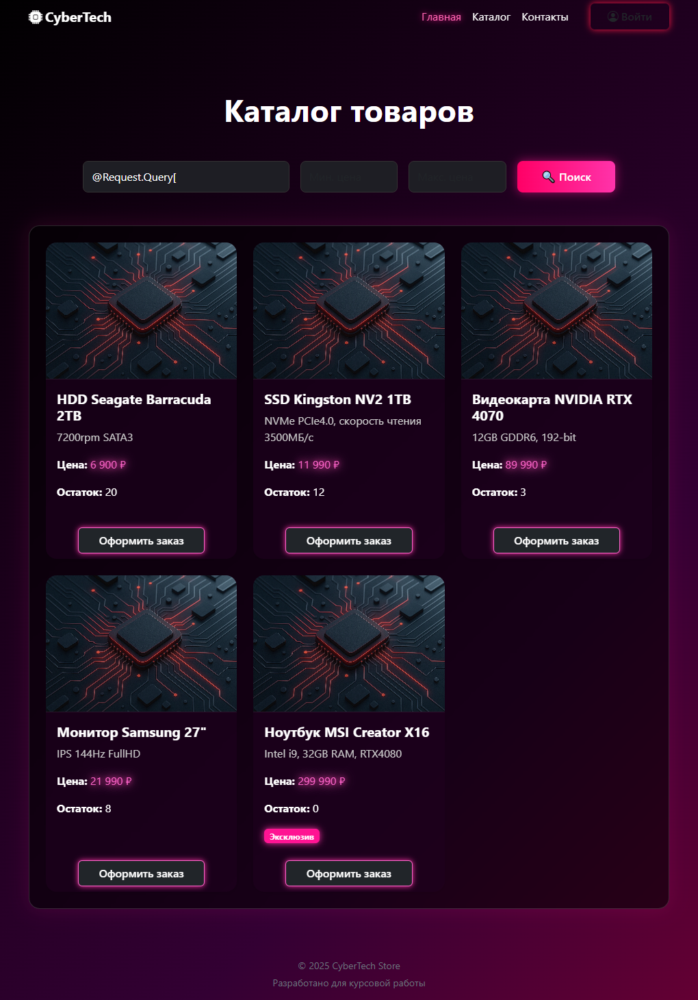 CyberTech
Главная Каталог Контакты Войти
Каталог товаров
@Request.Query[ Мин. цена Макс. цена Поиск
HDD Seagate Barracuda
2TB
7200rpm SATA3
Цена: 6 900 ₽
Остаток: 20
Оформить заказ
SSD Kingston NV2 1TB
NVMe PCIe4.0, скорость чтения
3500МБ/с
Цена: 11 990 ₽
Остаток: 12
Оформить заказ
Видеокарта NVIDIA RTX
4070
12GB GDDR6, 192-bit
Цена: 89 990 ₽
Остаток: 3
Оформить заказ
Монитор Samsung 27"
IPS 144Hz FullHD
Цена: 21 990 ₽
Остаток: 8
Оформить заказ
Ноутбук MSI Creator X16
Intel i9, 32GB RAM, RTX4080
Цена: 299 990 ₽
Остаток: 0
Эксклюзив
Оформить заказ
© 2025 CyberTech Store
Разработано для курсовой работы